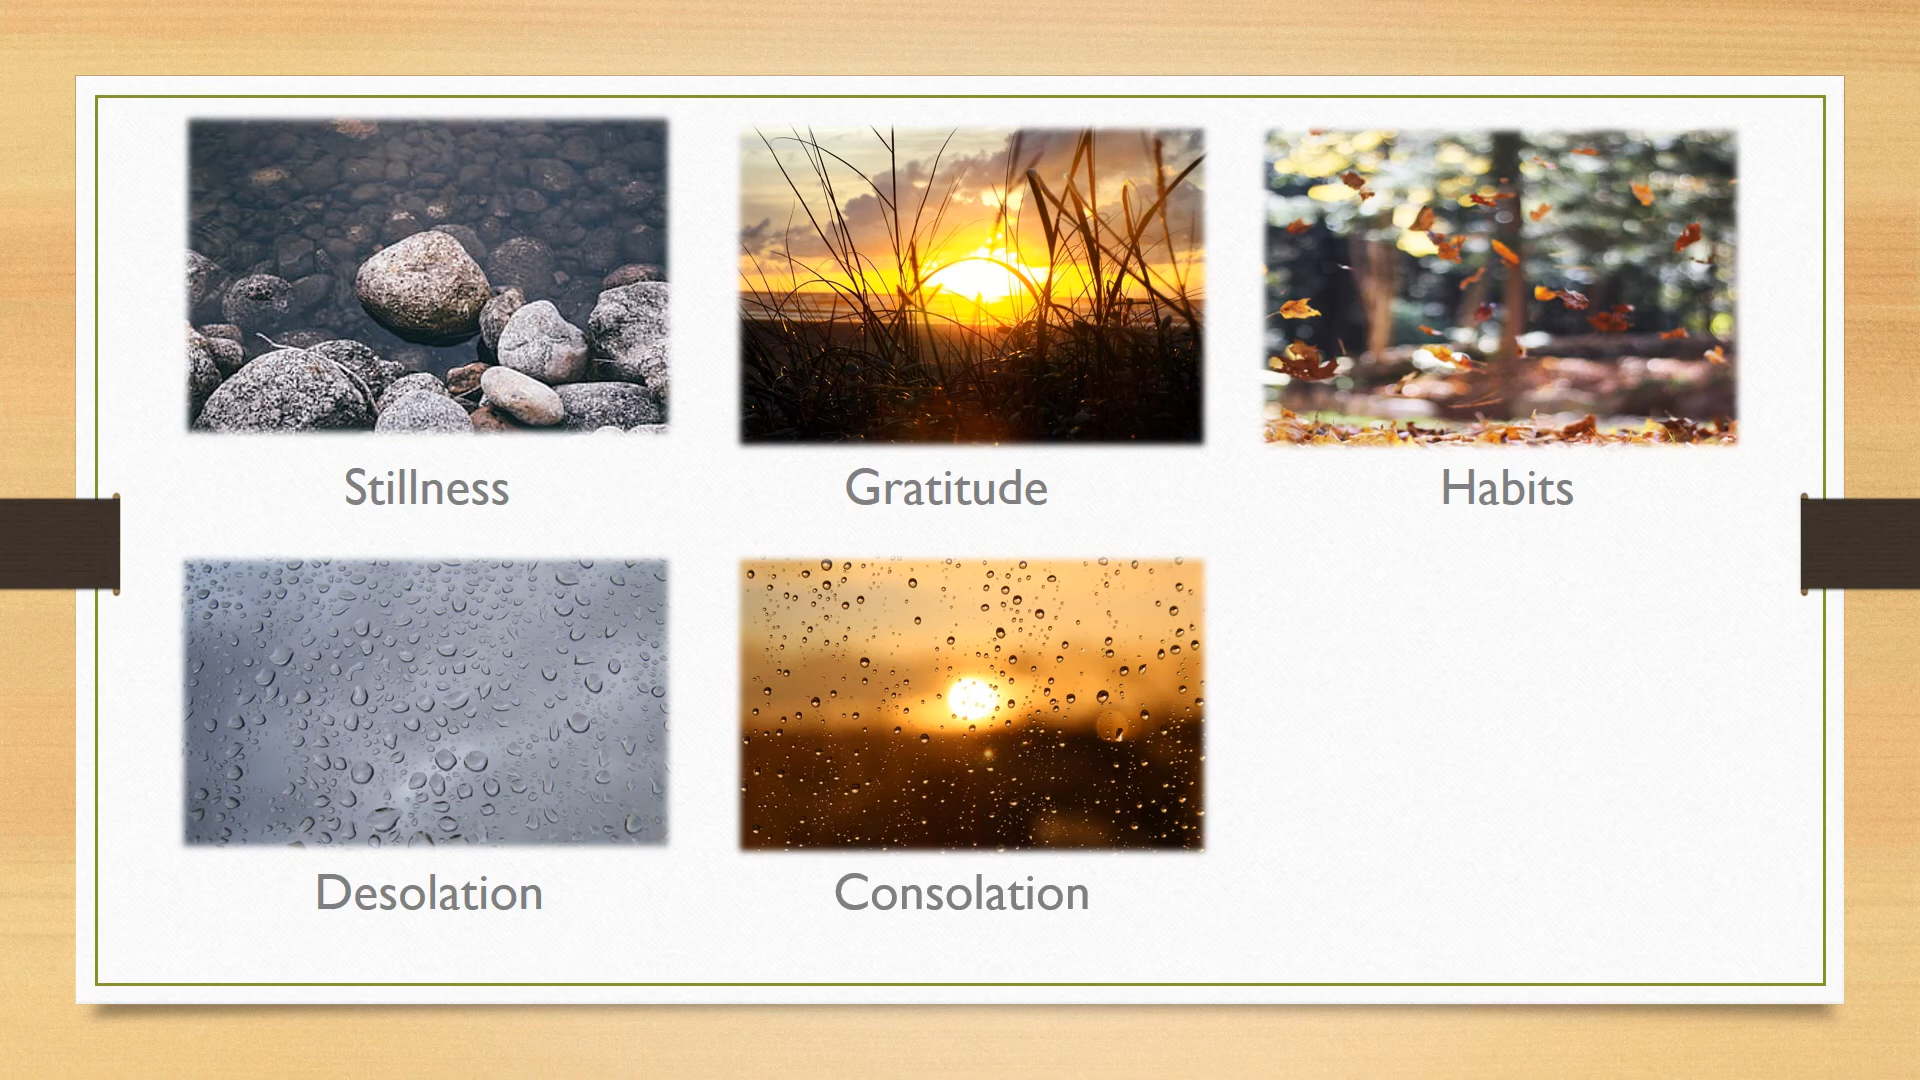 Stillness
Gratitude
Habits
Desolation
Consolation